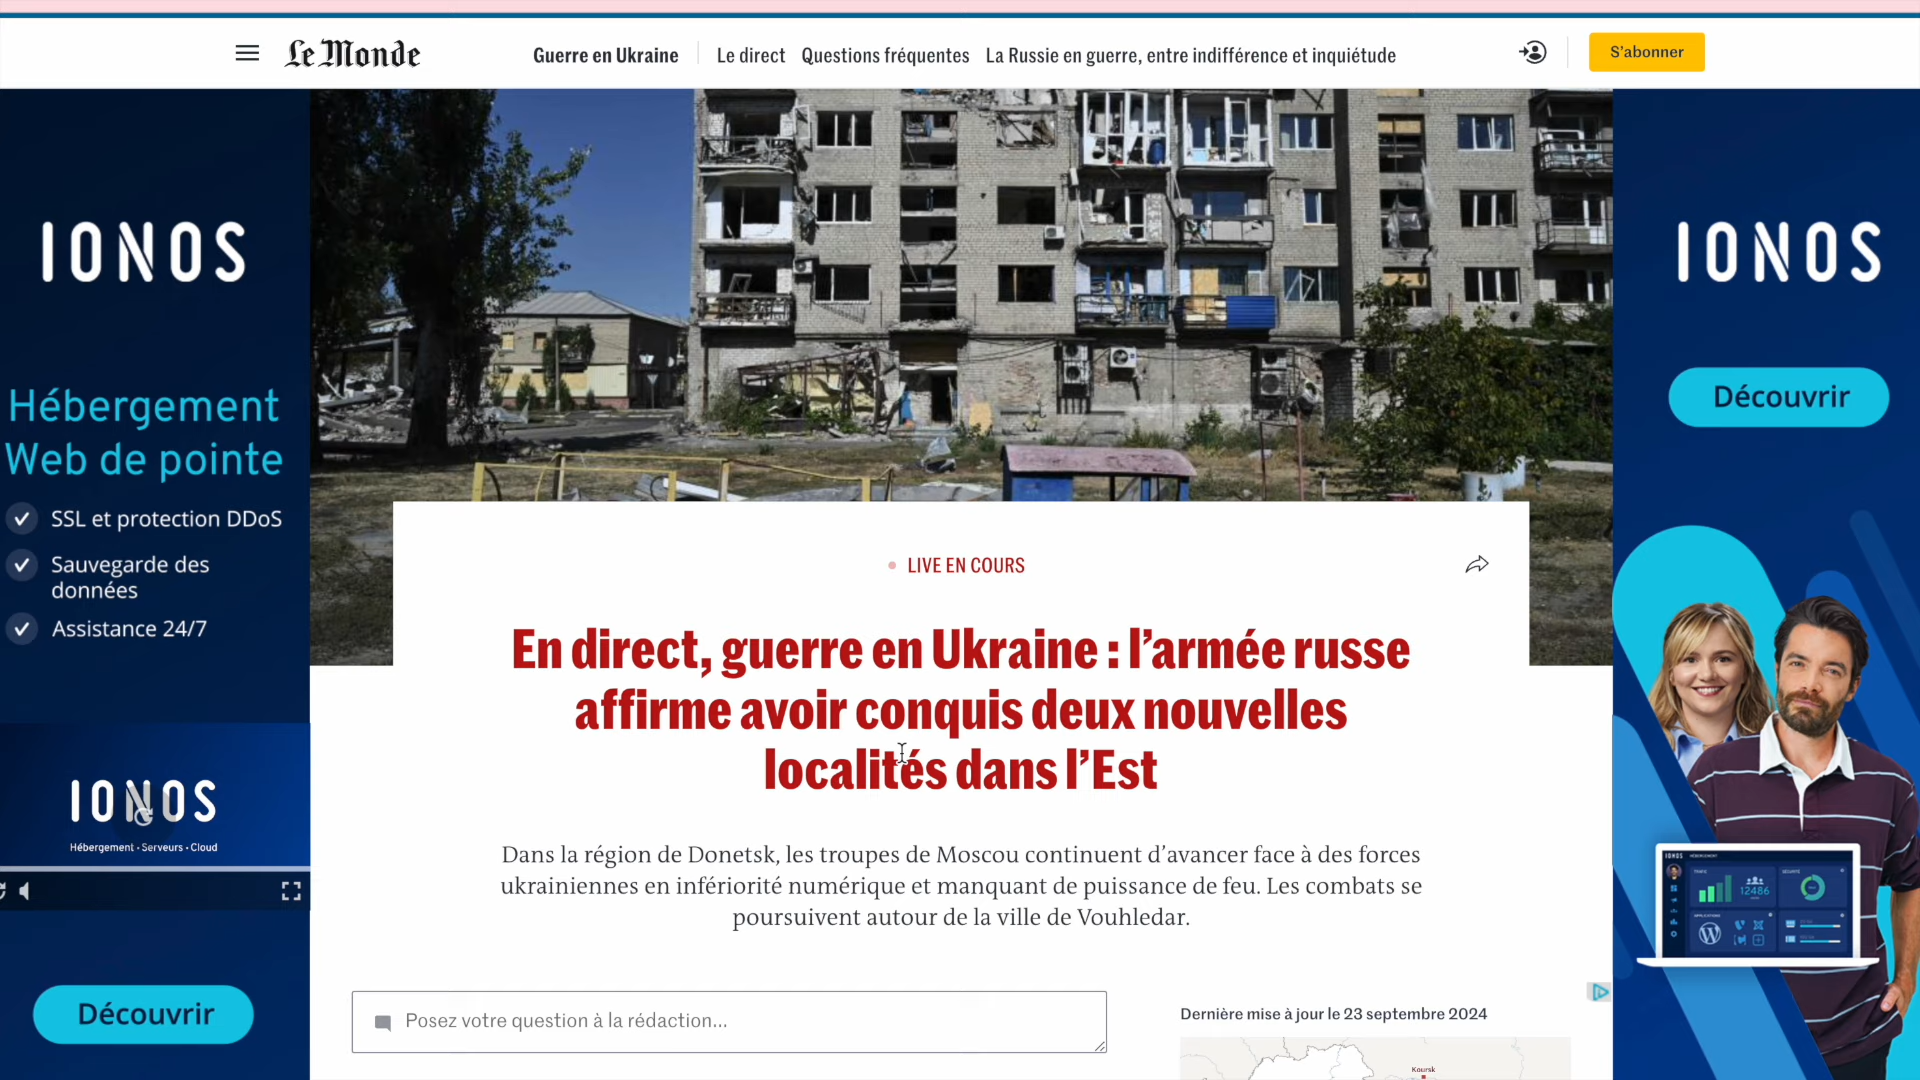 Le Monde
Guerre en Ukraine
Le direct
Questions fréquentes
La Russie en guerre, entre indifférence et inquiétude
S'abonner
IONOS
Hébergement
Web de pointe
SSL et protection DDoS
Sauvegarde des
données
Assistance 24/7
IONOS
Hébergement · Serveurs · Cloud
Découvrir
IONOS
Découvrir
LIVE EN COURS
En direct, guerre en Ukraine : l’armée russe
affirme avoir conquis deux nouvelles
localités dans l’Est
Dans la région de Donetsk, les troupes de Moscou continuent d’avancer face à des forces
ukrainiennes en infériorité numérique et manquant de puissance de feu. Les combats se
poursuivent autour de la ville de Vouhledar.
Posez votre question à la rédaction...
Dernière mise à jour le 23 septembre 2024
Koursk
IONOS
12486